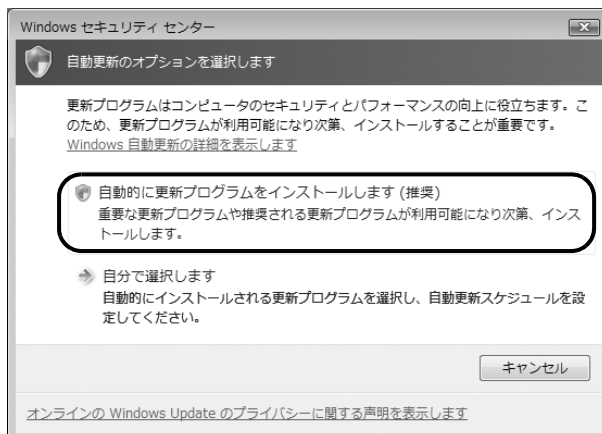 Windows セキュリティ センター
自動更新のオプションを選択します
更新プログラムはコンピュータのセキュリティとパフォーマンスの向上に役立ちます。こ
のため、更新プログラムが利用可能になり次第、インストールすることが重要です。
Windows 自動更新の詳細を表示します
自動的に更新プログラムをインストールします (推奨)
重要な更新プログラムや推奨される更新プログラムが利用可能になり次第、インス
トールします。
自分で選択します
自動的にインストールされる更新プログラムを選択し、自動更新スケジュールを設
定してください。
キャンセル
オンラインの Windows Update のプライバシーに関する声明を表示します